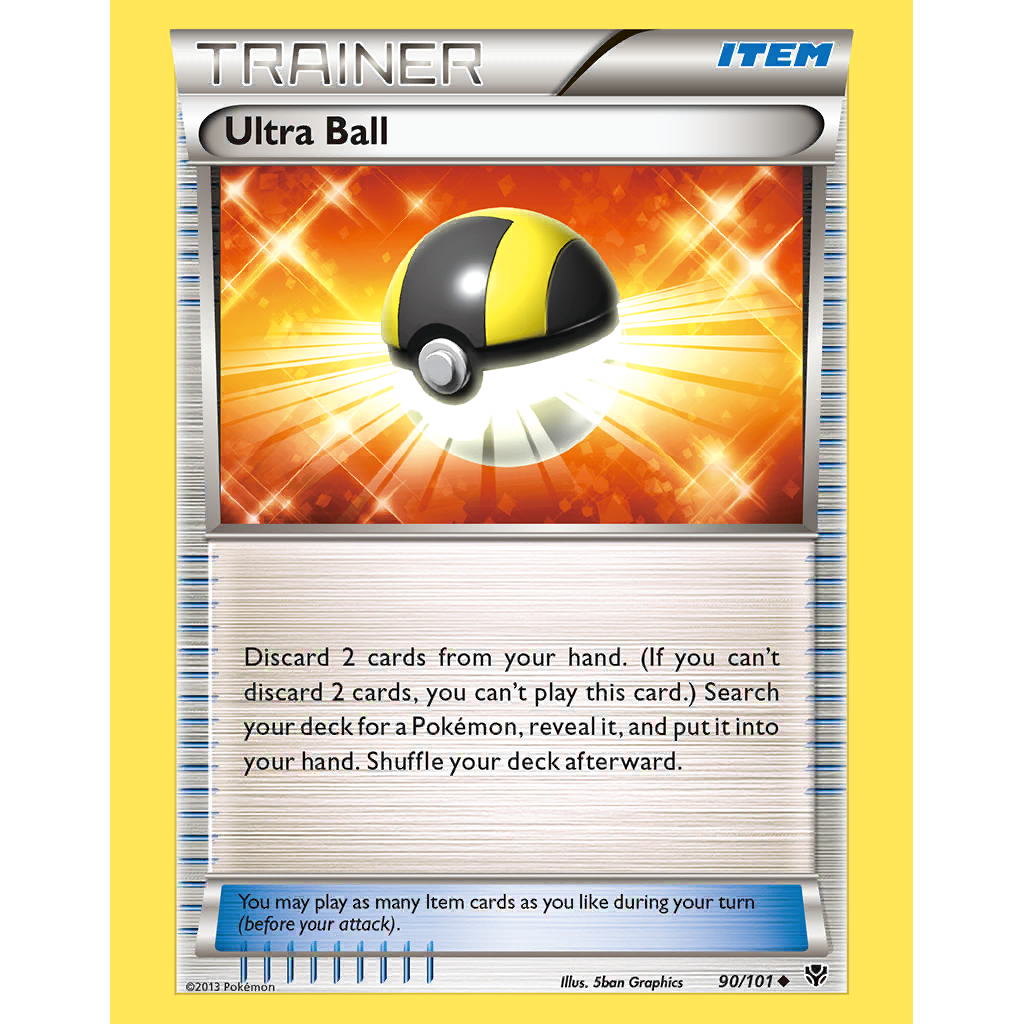 TRAINER
ITEM
Ultra Ball
Discard 2 cards from your hand. (If you can't
discard 2 cards, you can't play this card.) Search
your deck for a Pokémon, reveal it, and put it into
your hand. Shuffle your deck afterward.
You may play as many Item cards as you like during your turn
(before your attack).
©2013 Pokémon
Illus. 5ban Graphics
90/101